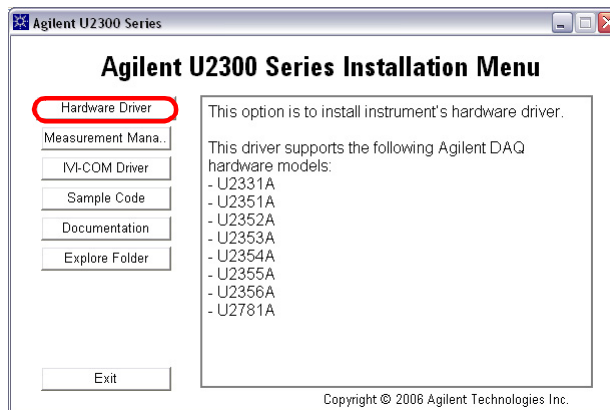 Agilent U2300 Series
Agilent U2300 Series Installation Menu
Hardware Driver
Measurement Mana..
IVI-COM Driver
Sample Code
Documentation
Explore Folder
Exit
This option is to install instrument's hardware driver.
This driver supports the following Agilent DAQ
hardware models:
- U2331A
- U2351A
- U2352A
- U2353A
- U2354A
- U2355A
- U2356A
- U2781A
Copyright © 2006 Agilent Technologies Inc.